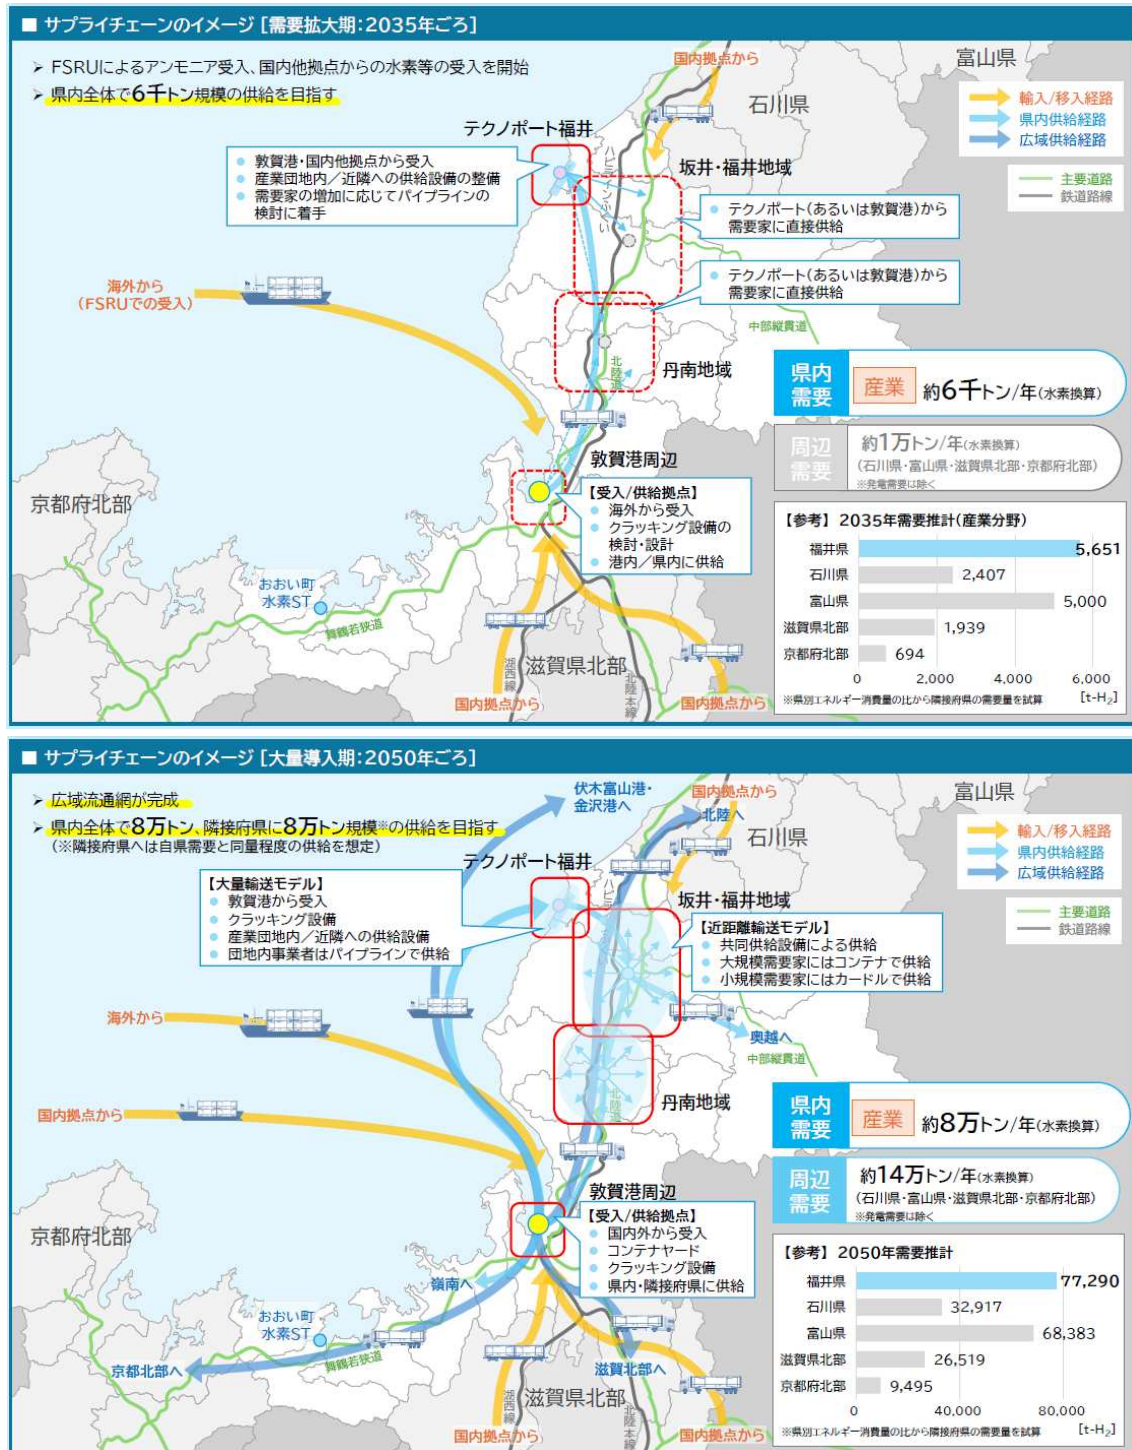 ■ サプライチェーンのイメージ [需要拡大期:2035年ごろ]
➢ FSRUによるアンモニア受入、国内他拠点からの水素等の受入を開始
➢ 県内全体で6千トン規模の供給を目指す
国内拠点から
富山県
石川県
輸入/移入経路
県内供給経路
広域供給経路
主要道路
鉄道路線
テクノポート福井
● 敦賀港・国内他拠点から受入
● 産業団地内/近隣への供給設備の整備
● 需要家の増加に応じてパイプラインの
検討に着手
ハピラインふくい
坂井・福井地域
● テクノポート(あるいは敦賀港)から
需要家に直接供給
● テクノポート(あるいは敦賀港)から
需要家に直接供給
海外から
(FSRUでの受入)
中部縦貫道
北陸道
丹南地域
県内
需要
産業
約6千トン/年(水素換算)
周辺
需要
約1万トン/年(水素換算)
(石川県・富山県・滋賀県北部・京都府北部)
※発電需要は除く
敦賀港周辺
【受入/供給拠点】
● 海外から受入
● クラッキング設備の
検討・設計
● 港内/県内に供給
京都府北部
おおい町
水素ST
舞鶴若狭道
湖西線
滋賀県北部
北陸本線
国内拠点から
国内拠点から
【参考】 2035年需要推計(産業分野)
福井県 5,651
石川県 2,407
富山県 5,000
滋賀県北部 1,939
京都府北部 694
0 2,000 4,000 6,000
※県別エネルギー消費量の比から隣接府県の需要量を試算 [t-H₂]
■ サプライチェーンのイメージ [大量導入期:2050年ごろ]
➢ 広域流通網が完成
➢ 県内全体で8万トン、隣接府県に8万トン規模※の供給を目指す
(※隣接府県へは自県需要と同量程度の供給を想定)
伏木富山港・
金沢港へ
国内拠点から
北陸へ
富山県
石川県
輸入/移入経路
県内供給経路
広域供給経路
主要道路
鉄道路線
テクノポート福井
【大量輸送モデル】
● 敦賀港から受入
● クラッキング設備
● 産業団地内/近隣への供給設備
● 団地内事業者はパイプラインで供給
坂井・福井地域
【近距離輸送モデル】
● 共同供給設備による供給
● 大規模需要家にはコンテナで供給
● 小規模需要家にはカードルで供給
海外から
奥越へ
中部縦貫道
国内拠点から
北陸道
丹南地域
県内
需要
産業
約8万トン/年(水素換算)
周辺
需要
約14万トン/年(水素換算)
(石川県・富山県・滋賀県北部・京都府北部)
※発電需要は除く
敦賀港周辺
【受入/供給拠点】
● 国内外から受入
● コンテナヤード
● クラッキング設備
● 県内・隣接府県に供給
京都府北部
嶺南へ
おおい町
水素ST
京都北部へ
舞鶴若狭道
滋賀北部へ
湖西線
滋賀県北部
北陸本線
国内拠点から
国内拠点から
【参考】 2050年需要推計
福井県 77,290
石川県 32,917
富山県 68,383
滋賀県北部 26,519
京都府北部 9,495
0 40,000 80,000
※県別エネルギー消費量の比から隣接府県の需要量を試算 [t-H₂]